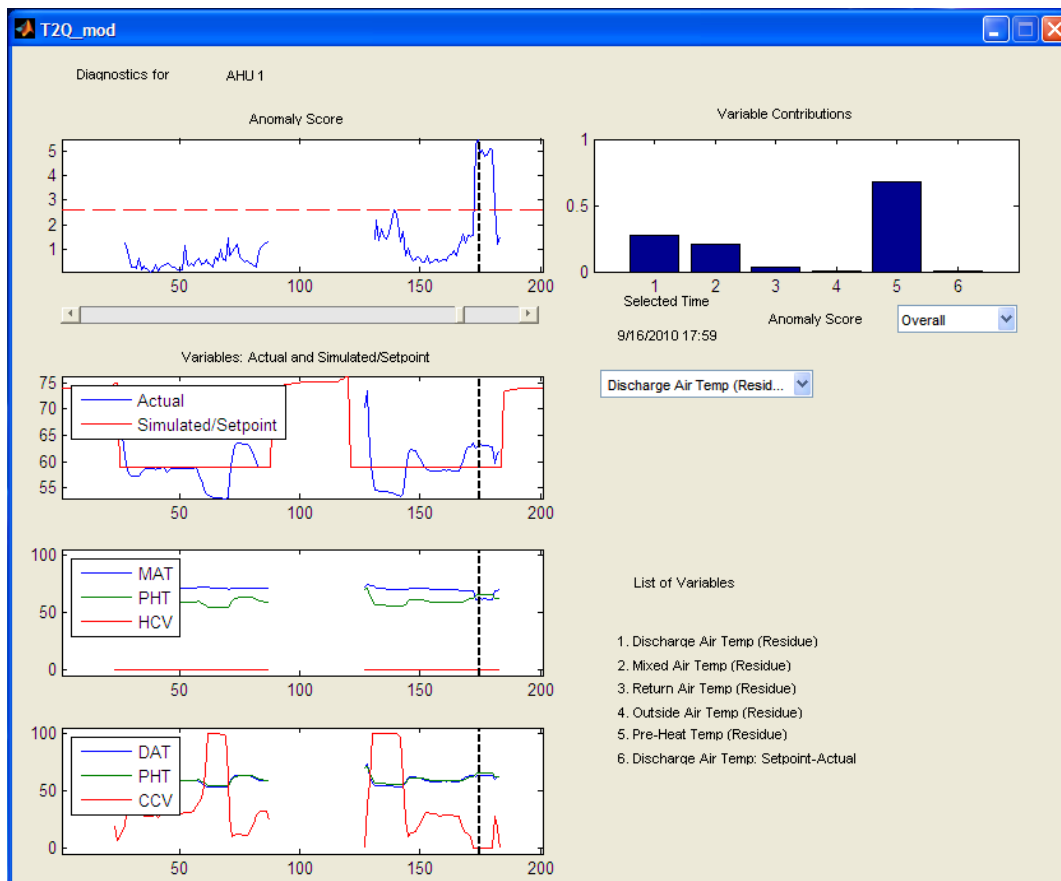 T2Q_mod
Diagnostics for AHU 1
Anomaly Score
5
4
3
2
1
50 100 150 200
Variable Contributions
1
0.5
0
1 2 3 4 5 6
Selected Time
9/16/2010 17:59
Anomaly Score Overall
Discharge Air Temp (Resid...
Variables: Actual and Simulated/Setpoint
75
70
65
60
55
Actual
Simulated/Setpoint
50 100 150 200
100
50
0
MAT
PHT
HCV
50 100 150 200
List of Variables
1. Discharge Air Temp (Residue)
2. Mixed Air Temp (Residue)
3. Return Air Temp (Residue)
4. Outside Air Temp (Residue)
5. Pre-Heat Temp (Residue)
6. Discharge Air Temp: Setpoint-Actual
100
50
0
DAT
PHT
CCV
50 100 150 200